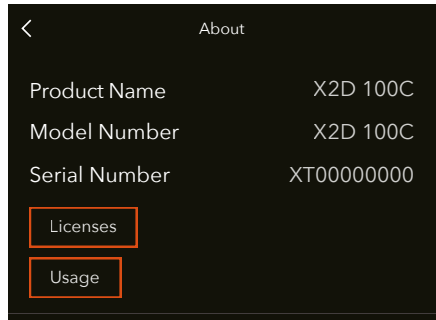 About
Product Name X2D 100C
Model Number X2D 100C
Serial Number XT00000000
Licenses
Usage